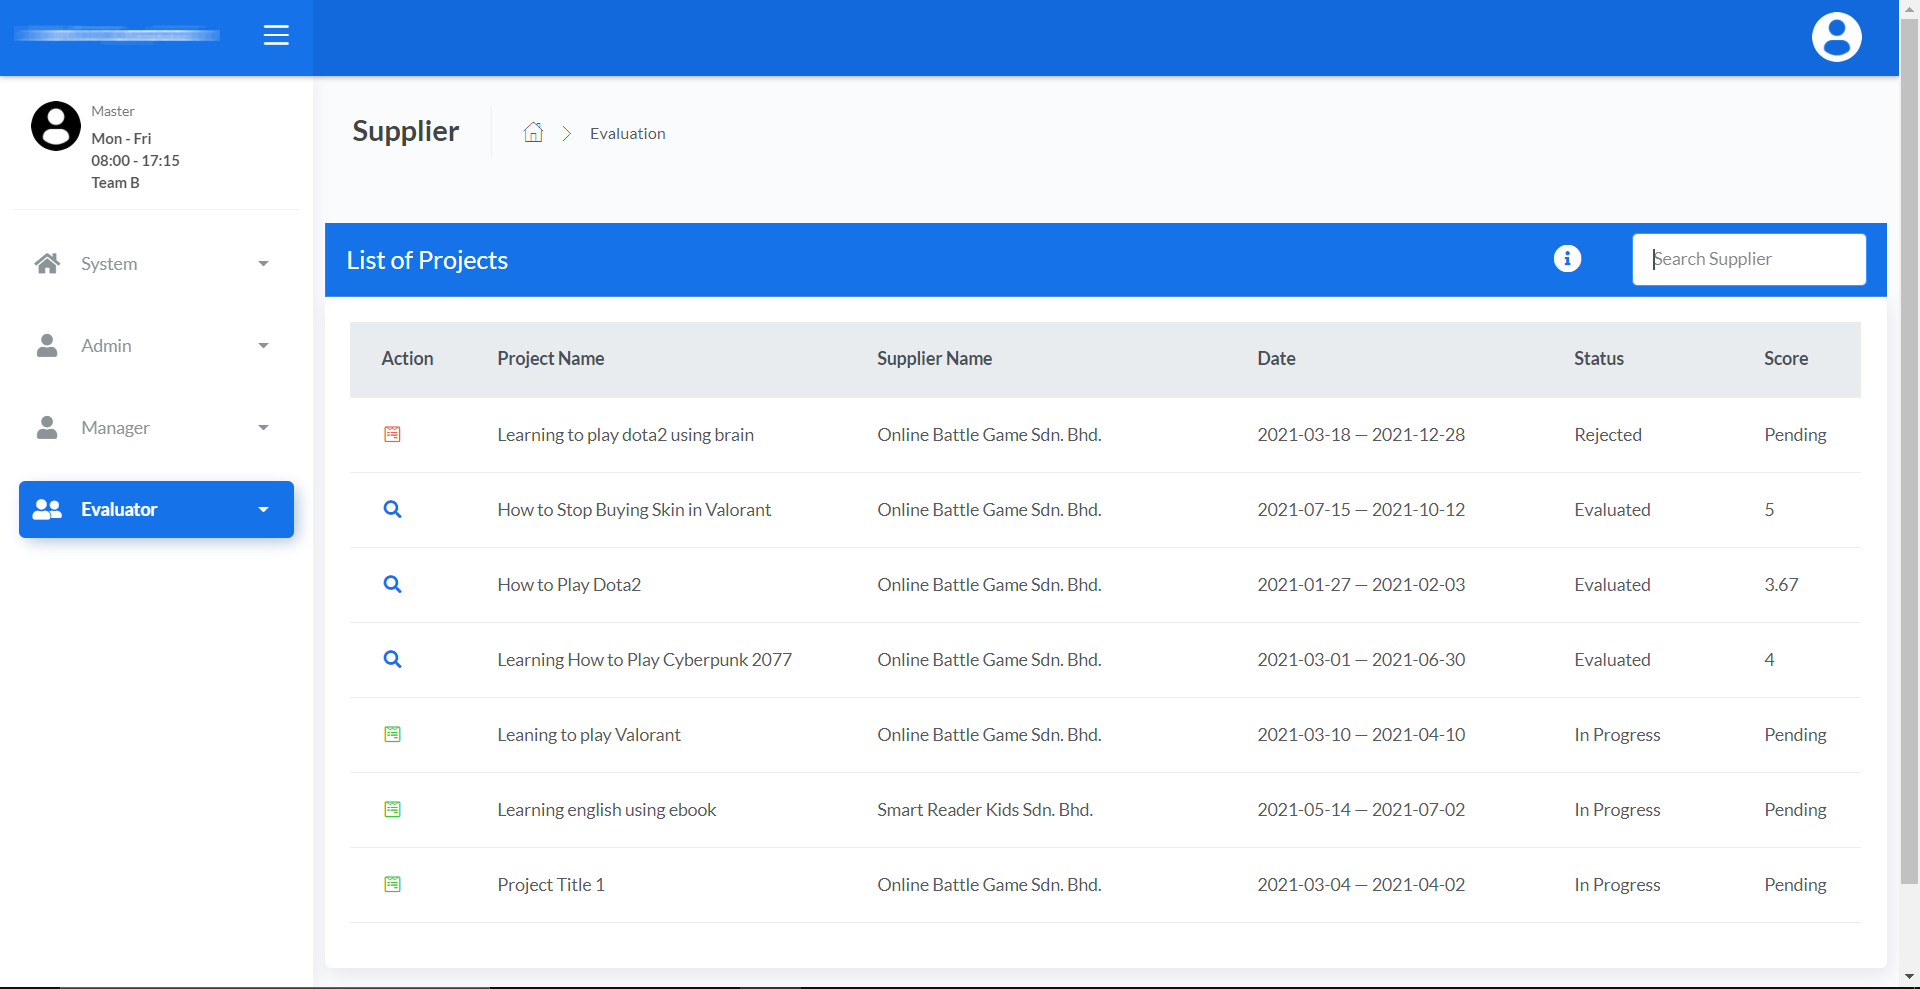 Master
Mon - Fri
08:00 - 17:15
Team B
System
Admin
Manager
Evaluator
Supplier
Evaluation
List of Projects
Search Supplier
Action Project Name Supplier Name Date Status Score
Learning to play dota2 using brain Online Battle Game Sdn. Bhd. 2021-03-18 — 2021-12-28 Rejected Pending
How to Stop Buying Skin in Valorant Online Battle Game Sdn. Bhd. 2021-07-15 — 2021-10-12 Evaluated 5
How to Play Dota2 Online Battle Game Sdn. Bhd. 2021-01-27 — 2021-02-03 Evaluated 3.67
Learning How to Play Cyberpunk 2077 Online Battle Game Sdn. Bhd. 2021-03-01 — 2021-06-30 Evaluated 4
Leaning to play Valorant Online Battle Game Sdn. Bhd. 2021-03-10 — 2021-04-10 In Progress Pending
Learning english using ebook Smart Reader Kids Sdn. Bhd. 2021-05-14 — 2021-07-02 In Progress Pending
Project Title 1 Online Battle Game Sdn. Bhd. 2021-03-04 — 2021-04-02 In Progress Pending